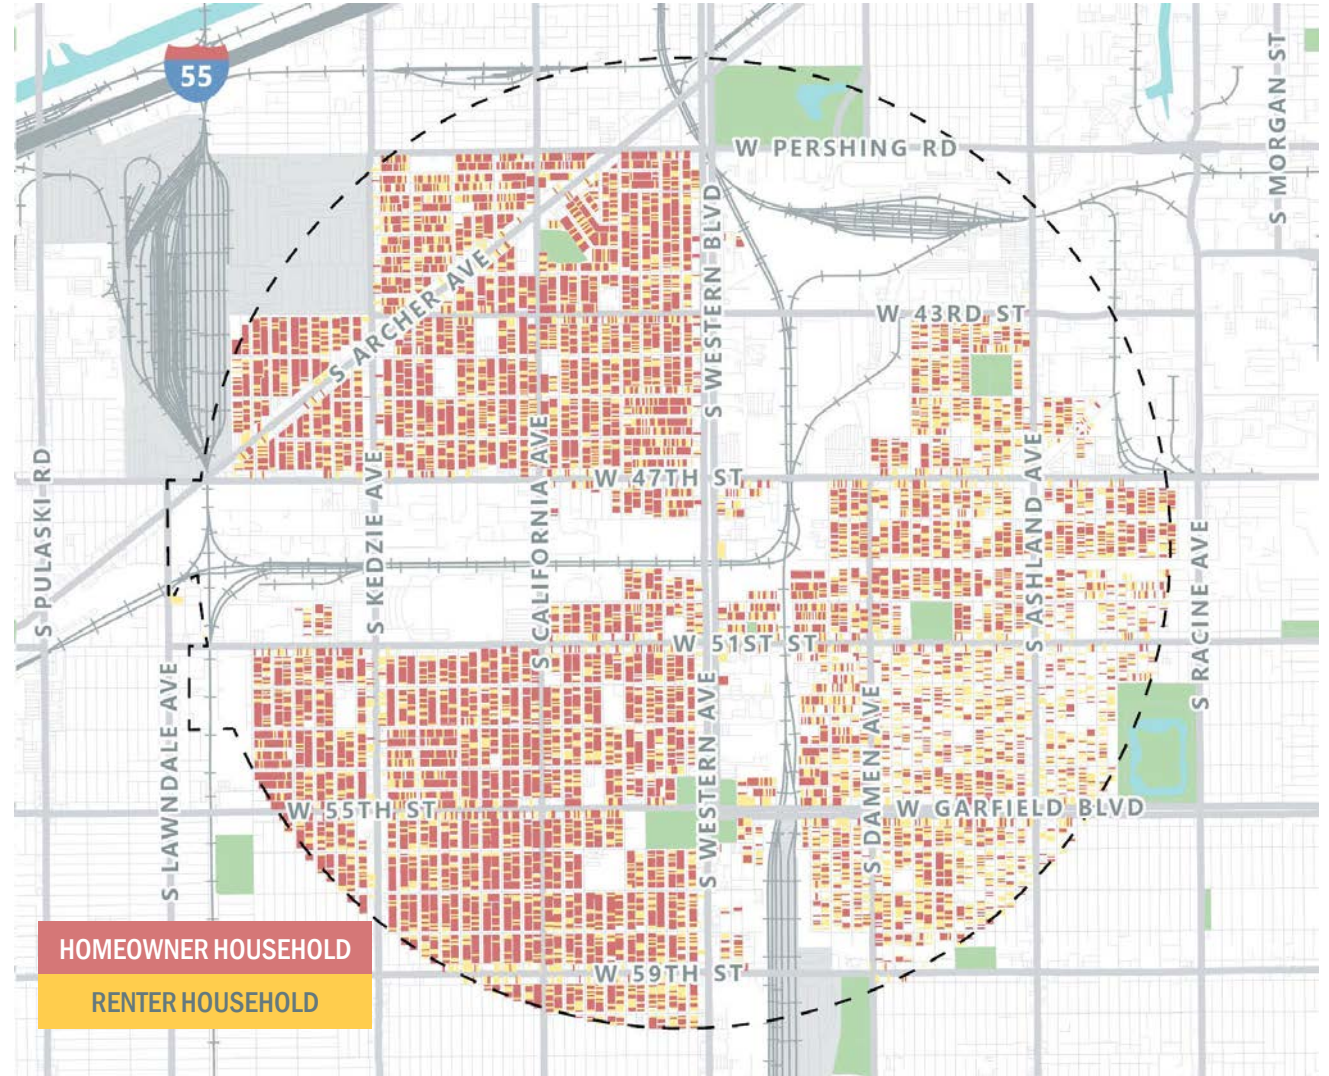 55
S MORGAN ST
W PERSHING RD
S WESTERN BLVD
S ARCHER AVE
W 43RD ST
S PULASKI RD
S KEDZIE AVE
S CALIFORNIA AVE
W 47TH ST
S ASHLAND AVE
S RACINE AVE
W 51ST ST
S LAWNDALE AVE
S WESTERN AVE
S DAMEN AVE
W 55TH ST
W GARFIELD BLVD
W 59TH ST
HOMEOWNER HOUSEHOLD
RENTER HOUSEHOLD